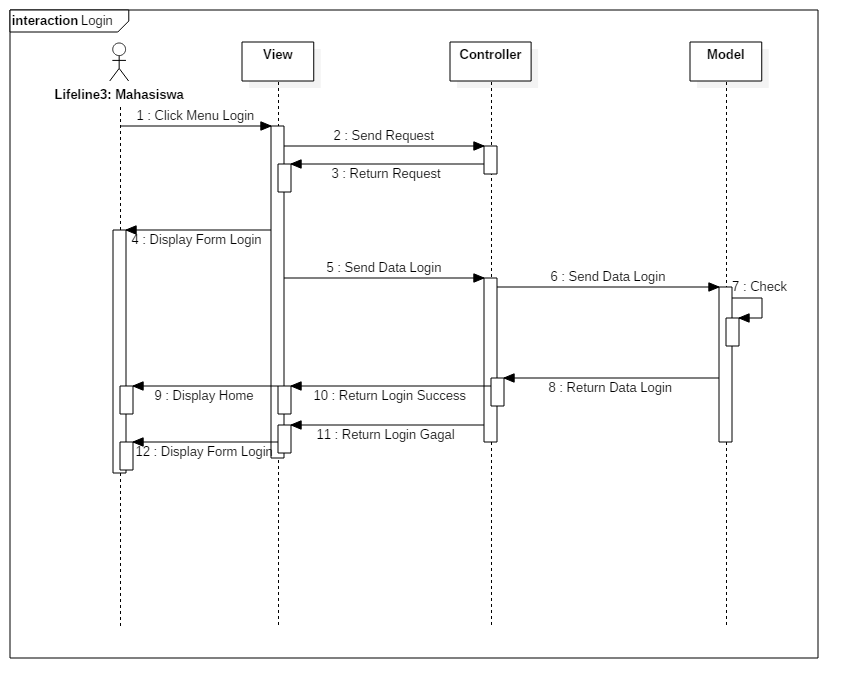 interaction Login
View
Controller
Model
Lifeline3: Mahasiswa
1 : Click Menu Login
2 : Send Request
3 : Return Request
4 : Display Form Login
5 : Send Data Login
6 : Send Data Login
7 : Check
8 : Return Data Login
9 : Display Home
10 : Return Login Success
11 : Return Login Gagal
12 : Display Form Login